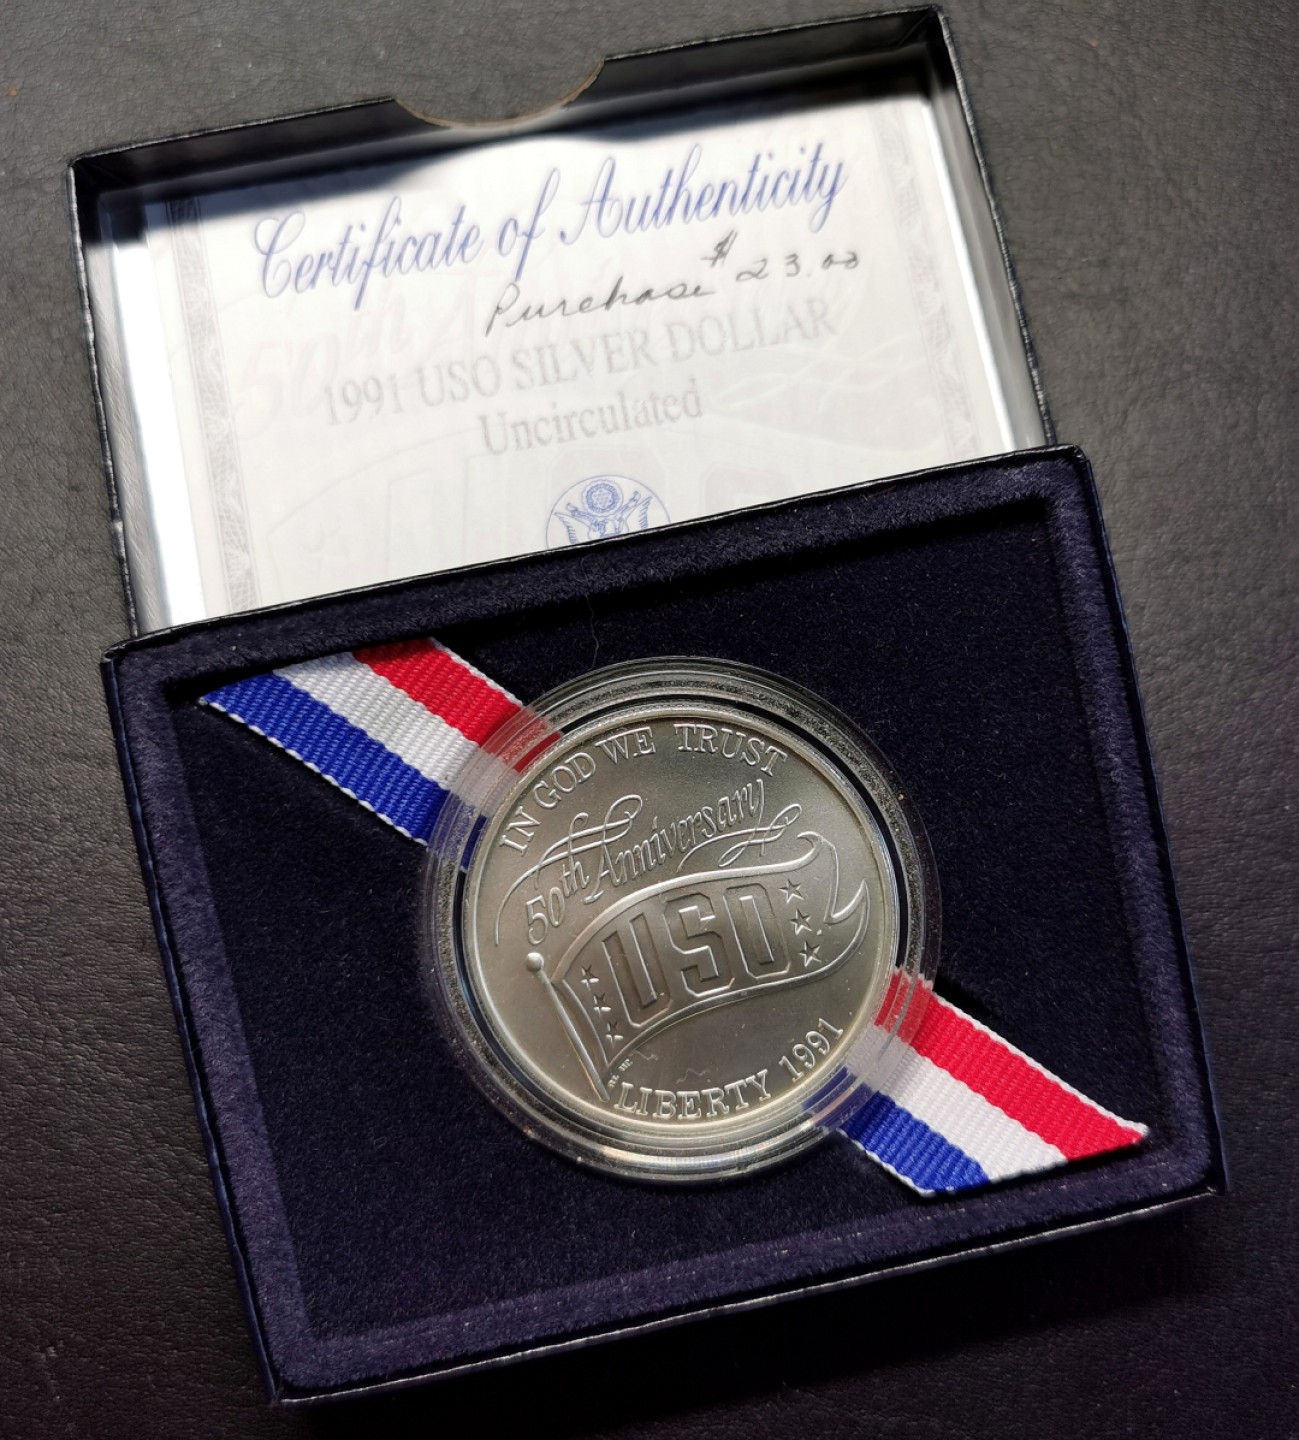 Certificate of Authenticity
Purchase $23.00
1991 USO SILVER DOLLAR
Uncirculated
IN GOD WE TRUST
50th Anniversary
USO
LIBERTY 1991